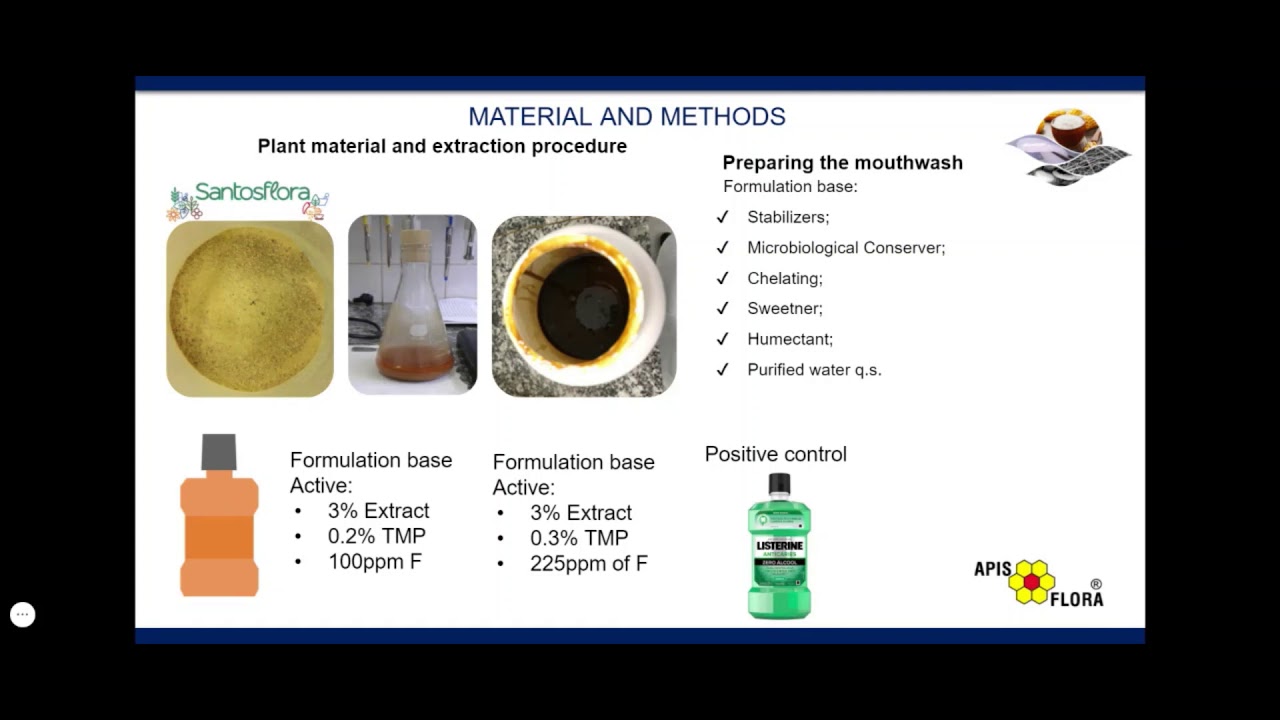 MATERIAL AND METHODS
Plant material and extraction procedure
Santosflora
Preparing the mouthwash
Formulation base:
✓ Stabilizers;
✓ Microbiological Conserver;
✓ Chelating;
✓ Sweetner;
✓ Humectant;
✓ Purified water q.s.
Formulation base
Active:
• 3% Extract
• 0.2% TMP
• 100ppm F
Formulation base
Active:
• 3% Extract
• 0.3% TMP
• 225ppm of F
Positive control
LISTERINE
ANTICÁRIES
ZERO ÁLCOOL
APIS
FLORA
®